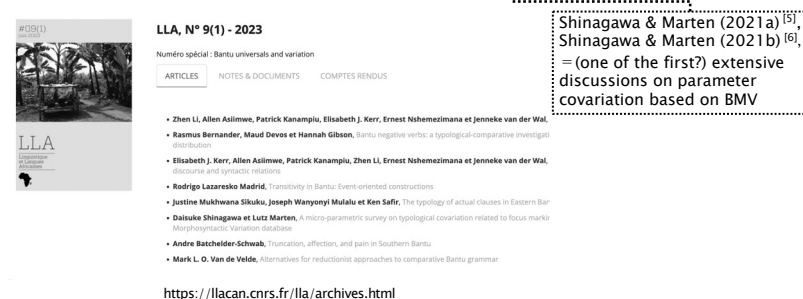 #09(1)
juin 2023
LLA
Linguistique
et Langues
Africaines
LLA, N° 9(1) - 2023
Numéro spécial : Bantu universals and variation
ARTICLES NOTES & DOCUMENTS COMPTES RENDUS
• Zhen Li, Allen Asiimwe, Patrick Kanampiu, Elisabeth J. Kerr, Ernest Nshemezimana et Jenneke van der Wal,
• Rasmus Bernander, Maud Devos et Hannah Gibson, Bantu negative verbs: a typological-comparative investigati
distribution
• Elisabeth J. Kerr, Allen Asiimwe, Patrick Kanampiu, Zhen Li, Ernest Nshemezimana et Jenneke van der Wal,
discourse and syntactic relations
• Rodrigo Lazaresko Madrid, Transitivity in Bantu: Event-oriented constructions
• Justine Mukhwana Sikuku, Joseph Wanyonyi Mulalu et Ken Safir, The typology of actual clauses in Eastern Ban
• Daisuke Shinagawa et Lutz Marten, A micro-parametric survey on typological covariation related to focus markin
Morphosyntactic Variation database
• Andre Batchelder-Schwab, Truncation, affection, and pain in Southern Bantu
• Mark L. O. Van de Velde, Alternatives for reductionist approaches to comparative Bantu grammar
https://llacan.cnrs.fr/lla/archives.html
Shinagawa & Marten (2021a) [5],
Shinagawa & Marten (2021b) [6],
=(one of the first?) extensive
discussions on parameter
covariation based on BMV